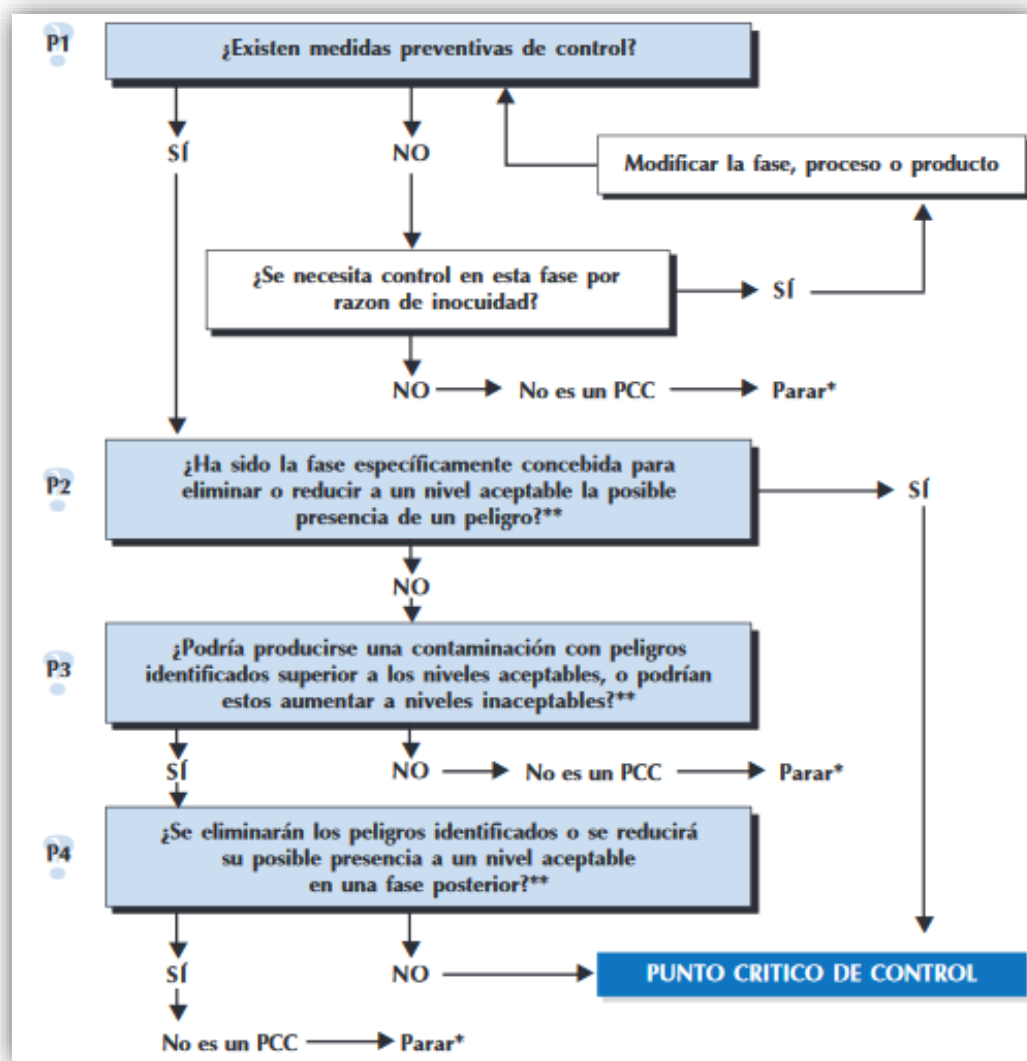 P1
¿Existen medidas preventivas de control?
SÍ
NO
Modificar la fase, proceso o producto
¿Se necesita control en esta fase por
razon de inocuidad?
SÍ
NO
No es un PCC
Parar*
P2
¿Ha sido la fase específicamente concebida para
eliminar o reducir a un nivel aceptable la posible
presencia de un peligro?**
SÍ
NO
P3
¿Podría producirse una contaminación con peligros
identificados superior a los niveles aceptables, o podrían
estos aumentar a niveles inaceptables?**
SÍ
NO
No es un PCC
Parar*
P4
¿Se eliminarán los peligros identificados o se reducirá
su posible presencia a un nivel aceptable
en una fase posterior?**
SÍ
NO
PUNTO CRITICO DE CONTROL
No es un PCC
Parar*